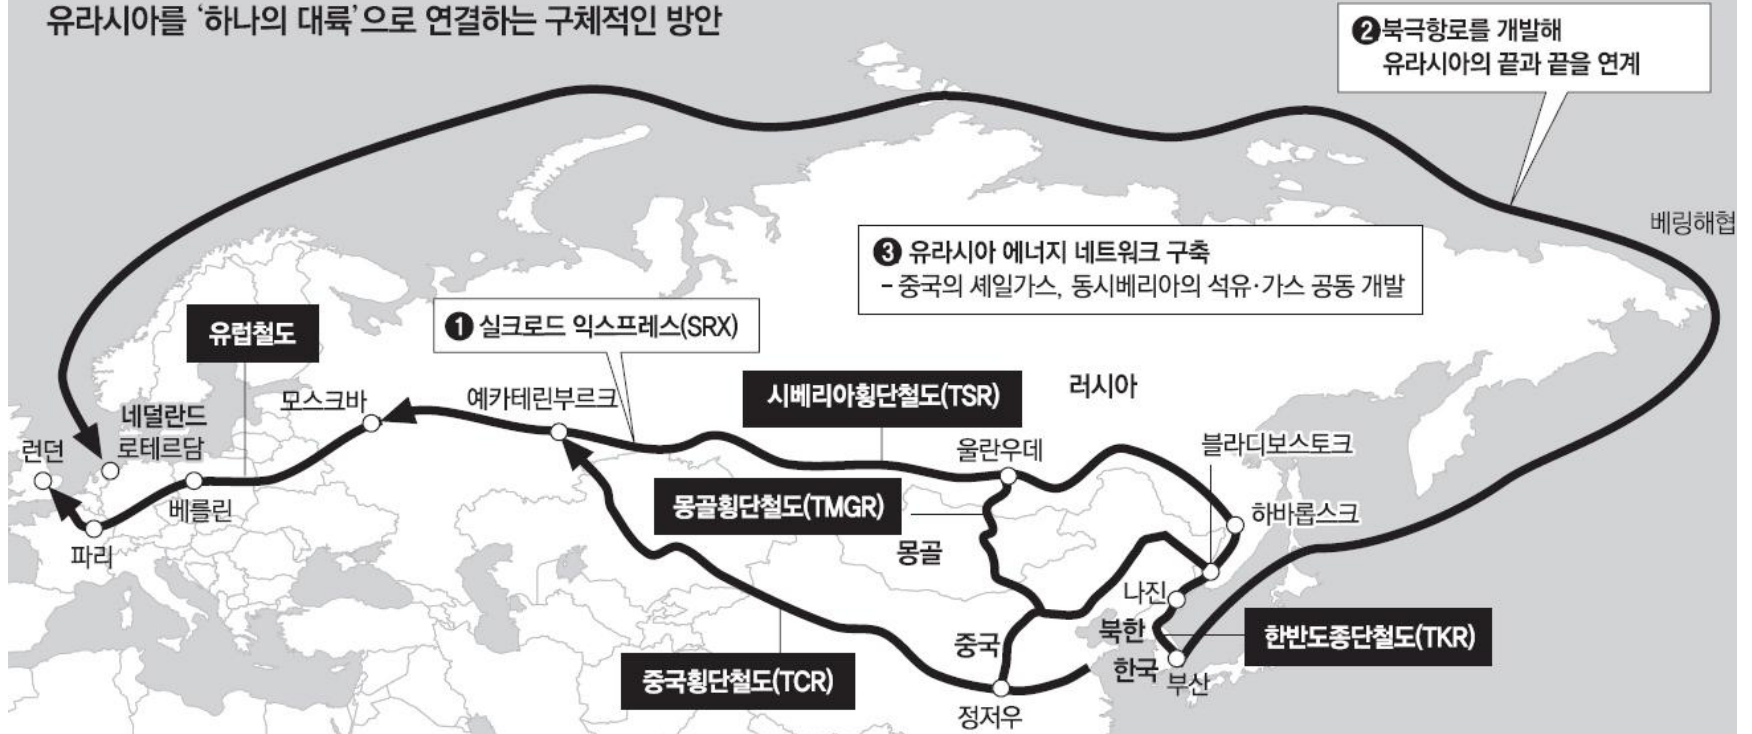 유라시아를 ‘하나의 대륙’으로 연결하는 구체적인 방안
❷북극항로를 개발해
유라시아의 끝과 끝을 연계
베링해협
❸ 유라시아 에너지 네트워크 구축
- 중국의 셰일가스, 동시베리아의 석유·가스 공동 개발
❶ 실크로드 익스프레스(SRX)
유럽철도
시베리아횡단철도(TSR)
러시아
모스크바
예카테린부르크
네덜란드
로테르담
런던
울란우데
블라디보스토크
베를린
몽골횡단철도(TMGR)
하바롭스크
파리
몽골
나진
북한
한반도종단철도(TKR)
중국
한국
부산
중국횡단철도(TCR)
정저우